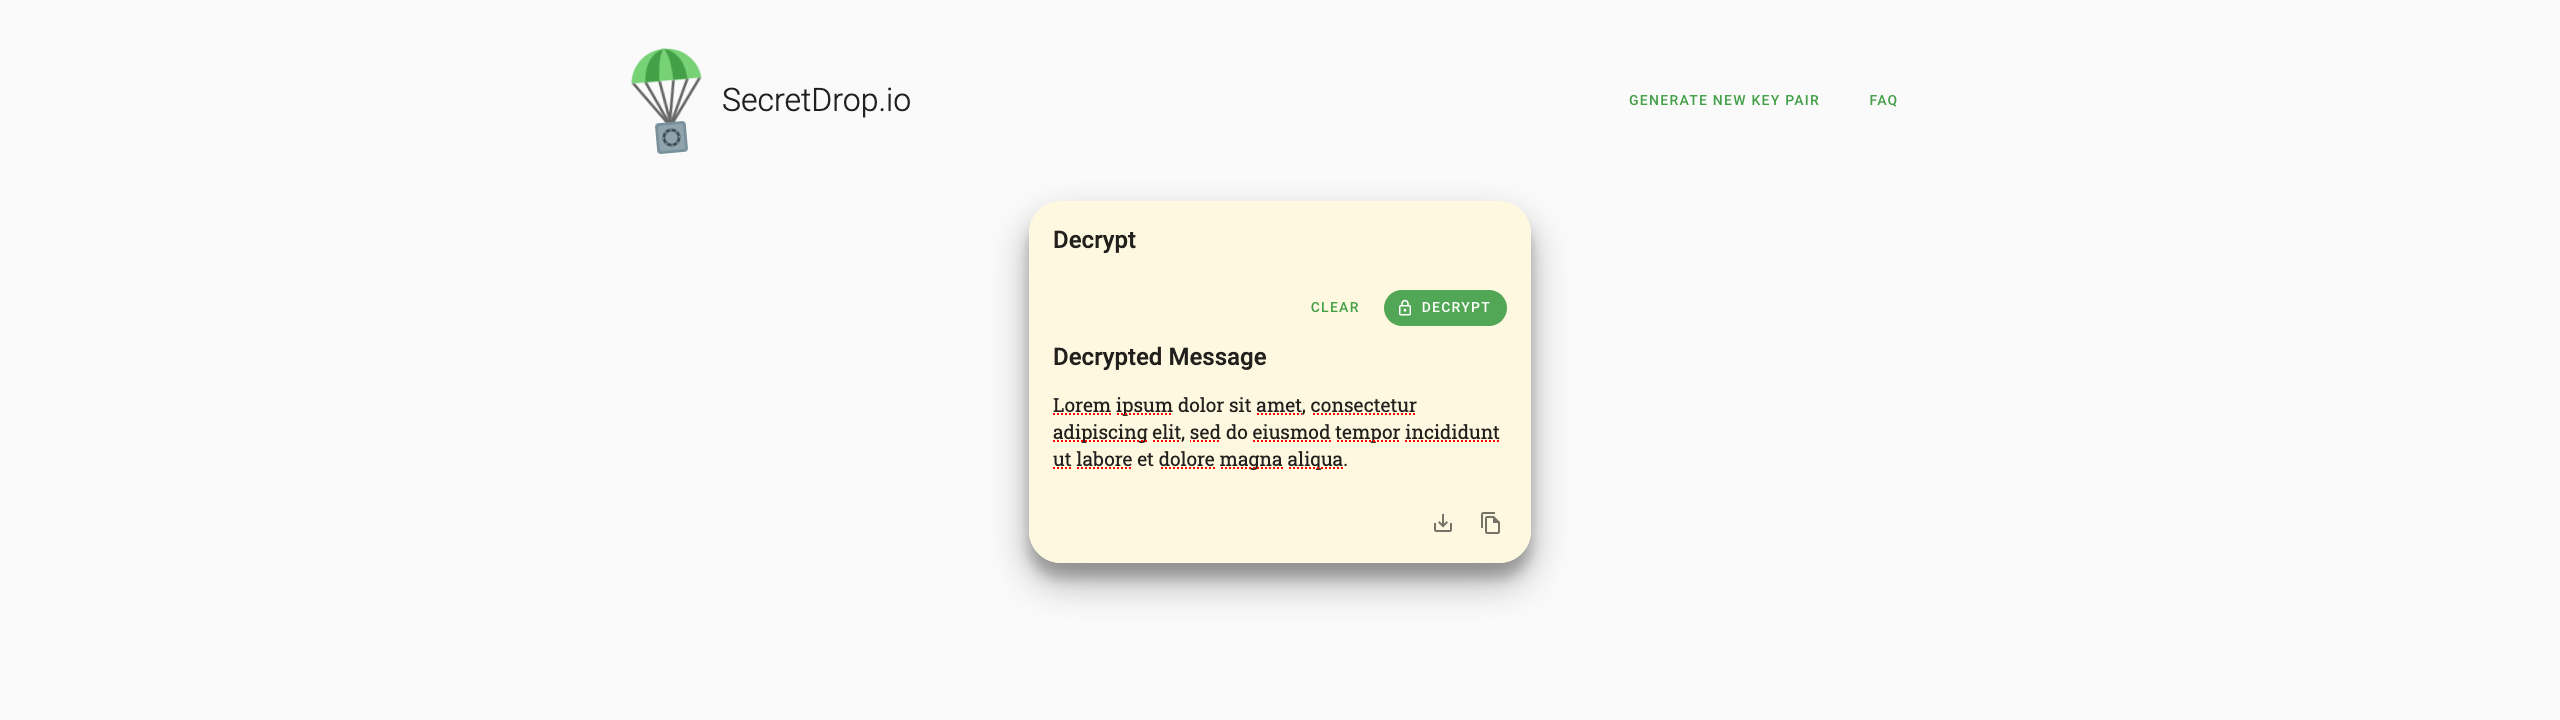 SecretDrop.io
GENERATE NEW KEY PAIR
FAQ
Decrypt
CLEAR
DECRYPT
Decrypted Message
Lorem ipsum dolor sit amet, consectetur
adipiscing elit, sed do eiusmod tempor incididunt
ut labore et dolore magna aliqua.